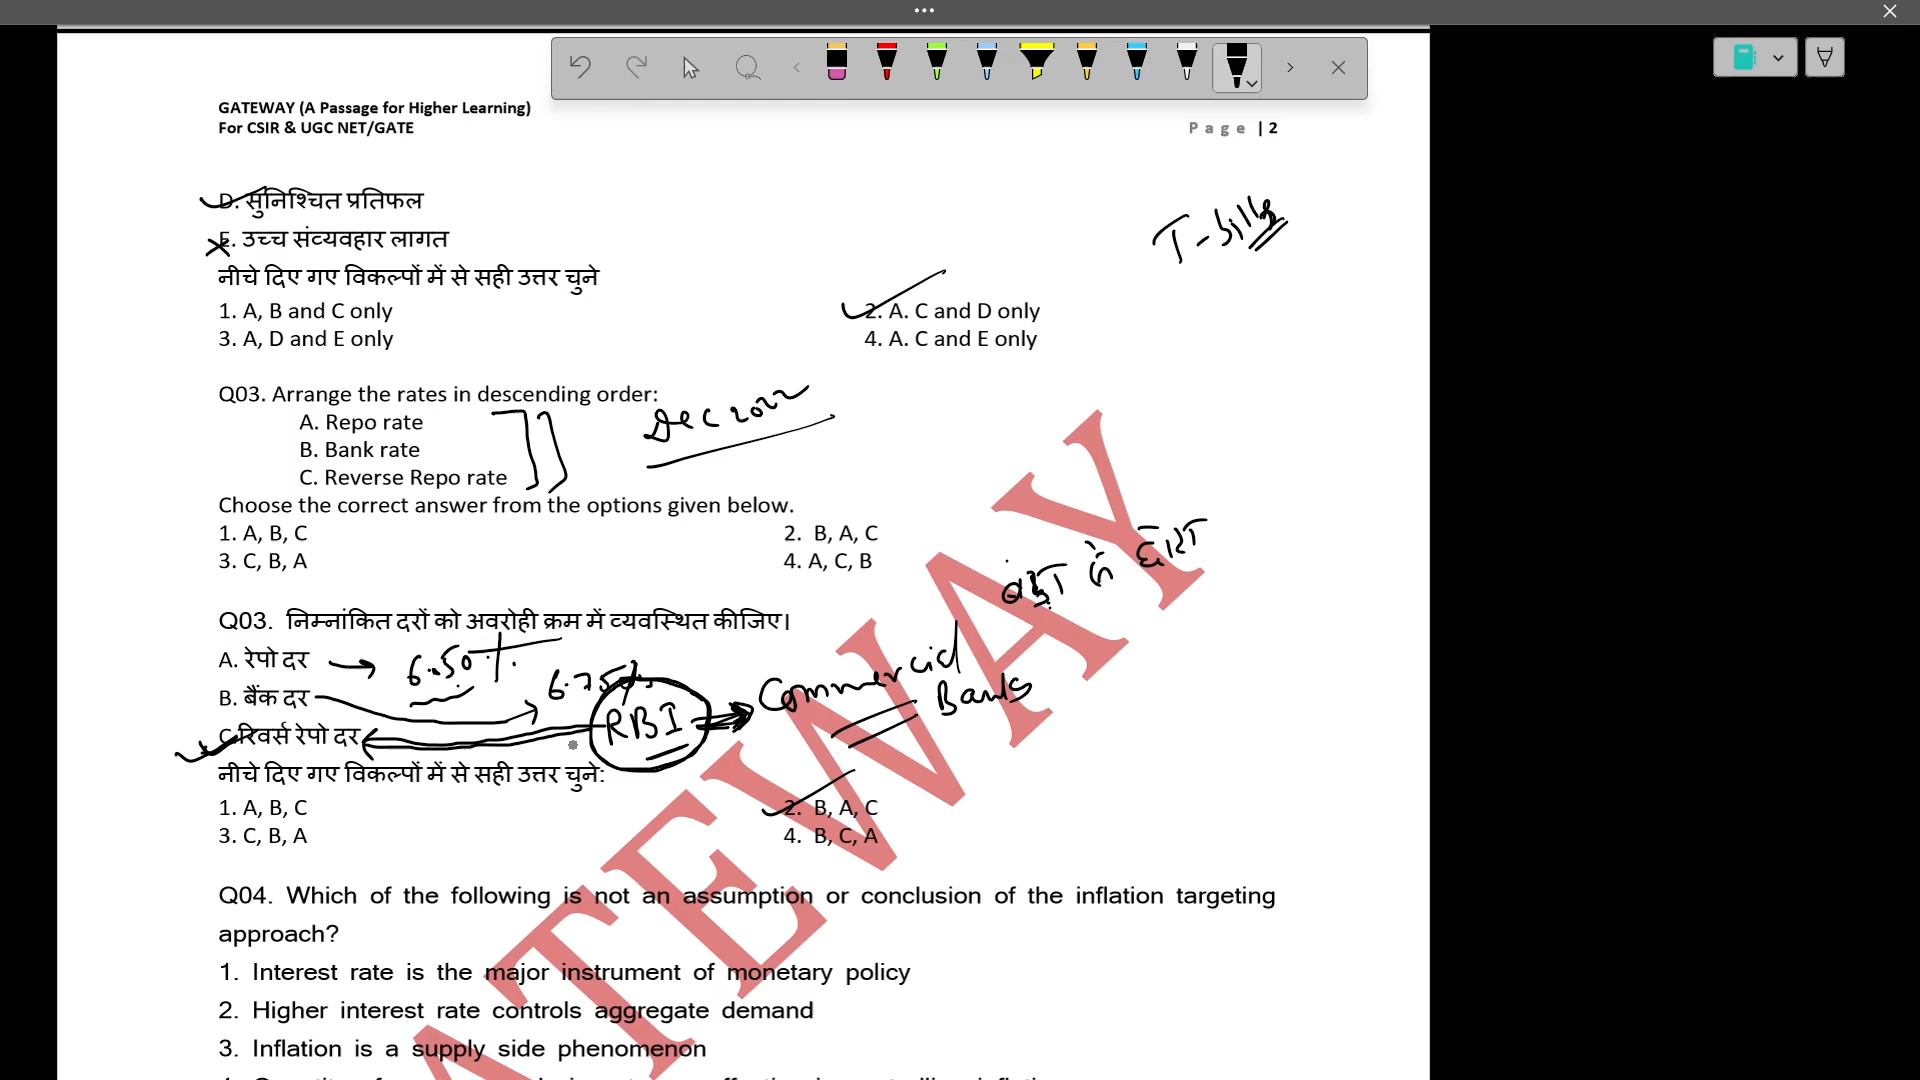 GATEWAY (A Passage for Higher Learning)
For CSIR & UGC NET/GATE
Page | 2
D. सुनिश्चित प्रतिफल
T-bills
E. उच्च संव्यवहार लागत
नीचे दिए गए विकल्पों में से सही उत्तर चुने
1. A, B and C only
2. A. C and D only
3. A, D and E only
4. A. C and E only
Q03. Arrange the rates in descending order:
A. Repo rate
Dec 2022
B. Bank rate
C. Reverse Repo rate
Choose the correct answer from the options given below.
1. A, B, C
2. B, A, C
3. C, B, A
4. A, C, B
Q03. निम्नांकित दरों को अवरोही क्रम में व्यवस्थित कीजिए।
A. रेपो दर
6.50%
B. बैंक दर
6.75%
Commercial
Banks
C. रिवर्स रेपो दर
RBI
नीचे दिए गए विकल्पों में से सही उत्तर चुने:
1. A, B, C
2. B, A, C
3. C, B, A
4. B, C, A
Q04. Which of the following is not an assumption or conclusion of the inflation targeting
approach?
1. Interest rate is the major instrument of monetary policy
2. Higher interest rate controls aggregate demand
3. Inflation is a supply side phenomenon
GATEWAY